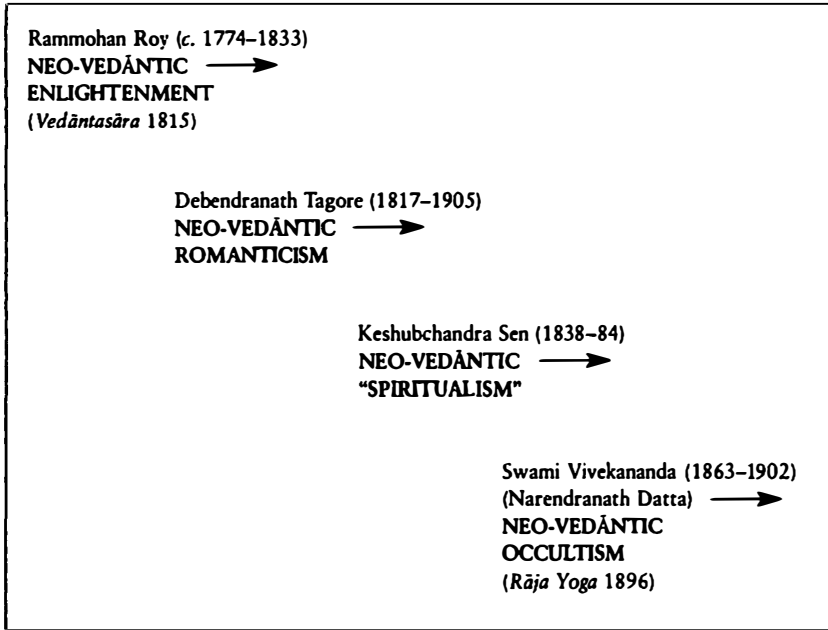 Rammohan Roy (c. 1774–1833)
NEO-VEDĀNTIC
ENLIGHTENMENT
(Vedāntasāra 1815)
Debendranath Tagore (1817–1905)
NEO-VEDĀNTIC
ROMANTICISM
Keshubchandra Sen (1838–84)
NEO-VEDĀNTIC
“SPIRITUALISM”
Swami Vivekananda (1863–1902)
(Narendranath Datta)
NEO-VEDĀNTIC
OCCULTISM
(Rāja Yoga 1896)